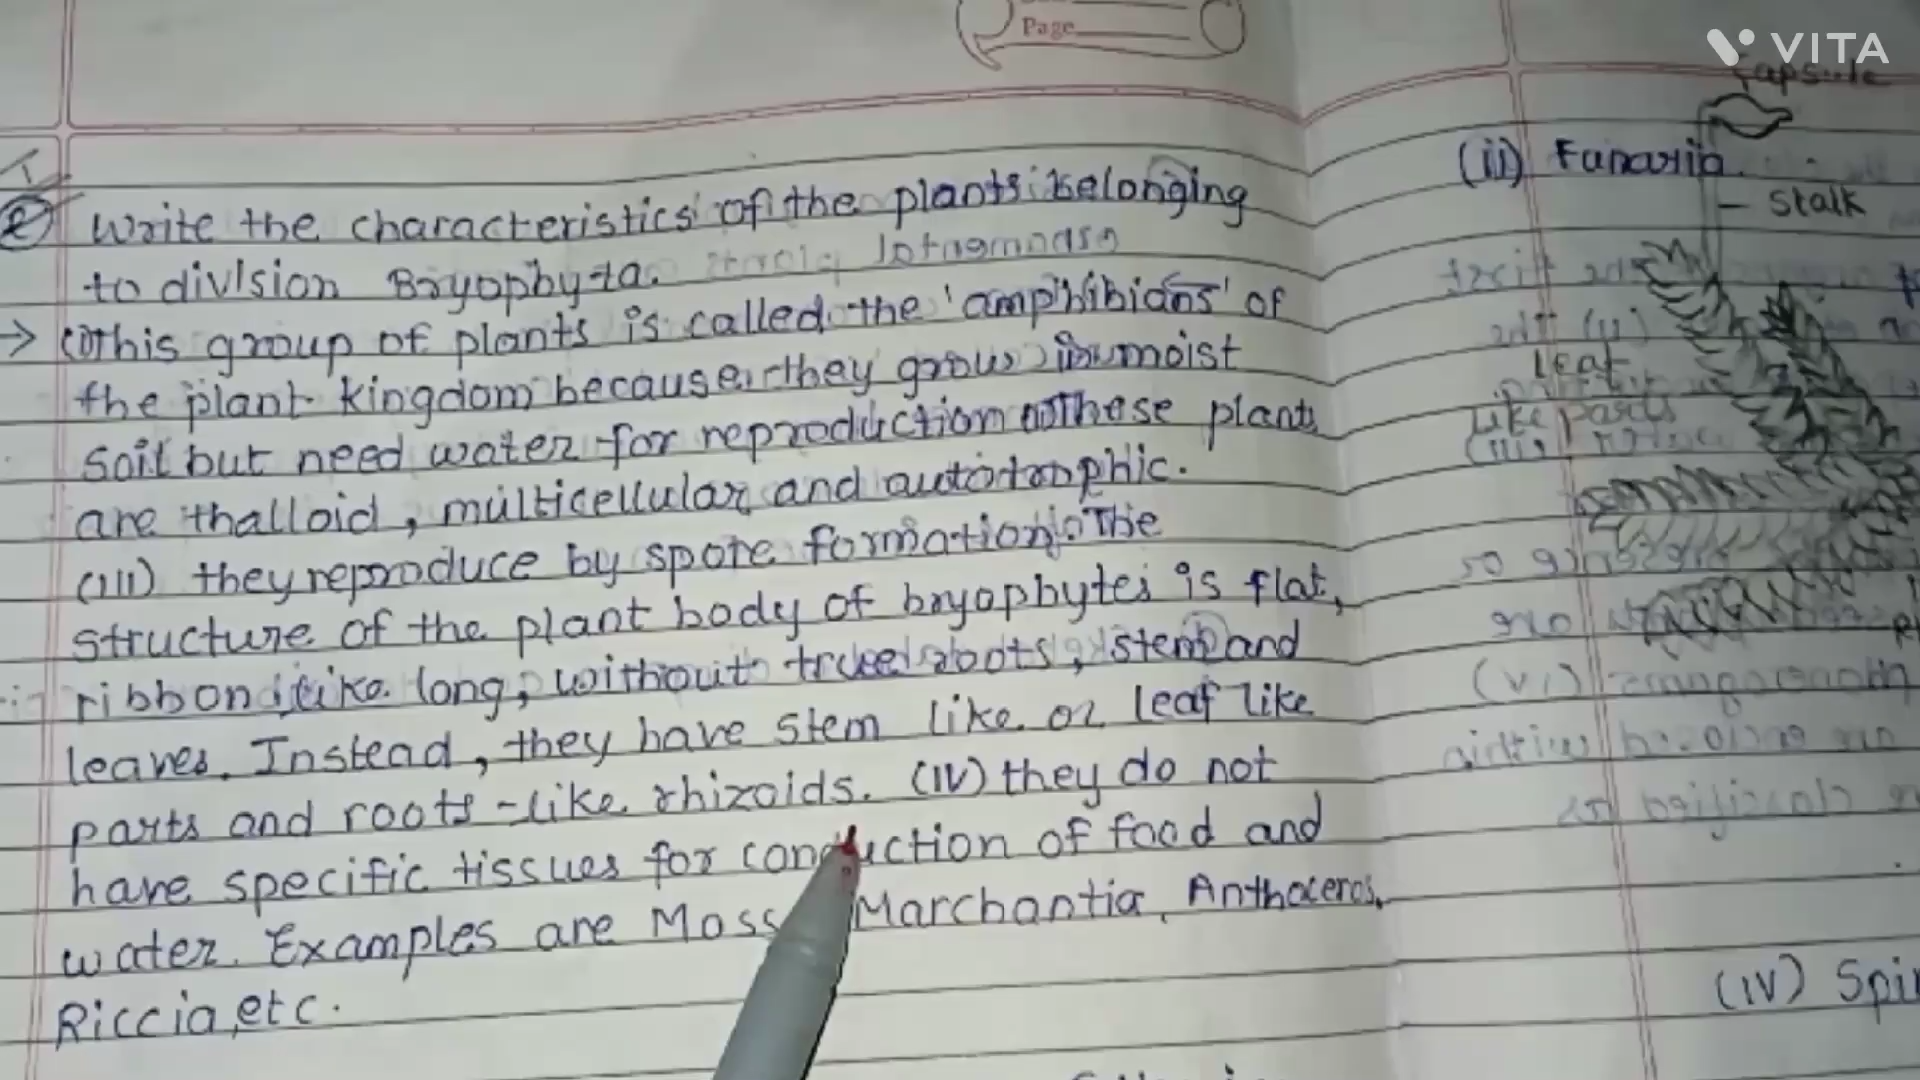 Page
VITA
2 Write the characteristics of the plants belonging
to division Bryophyta.
→ (i) This group of plants is called the 'amphibians' of
the plant kingdom because they grow in moist
soil but need water for reproduction (ii) These plants
are thalloid, multicellular and autotrophic.
(III) they reproduce by spore formation. The
structure of the plant body of bryophytes is flat,
ribbon like long, without true roots, stem and
leaves. Instead, they have stem like or leaf like
parts and roots-like rhizoids. (IV) they do not
have specific tissues for conduction of food and
water. Examples are Moss Marchantia, Anthoceros,
Riccia, etc.
Capsule
(ii) Funaria
Stalk
leaf
like parts
(IV) Spi